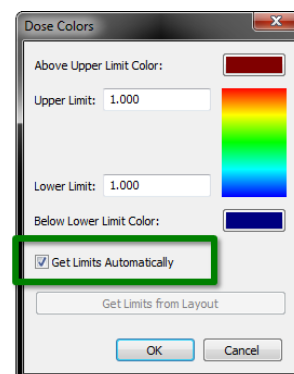 Dose Colors
Above Upper Limit Color:
Upper Limit: 1.000
Lower Limit: 1.000
Below Lower Limit Color:
Get Limits Automatically
Get Limits from Layout
OK Cancel